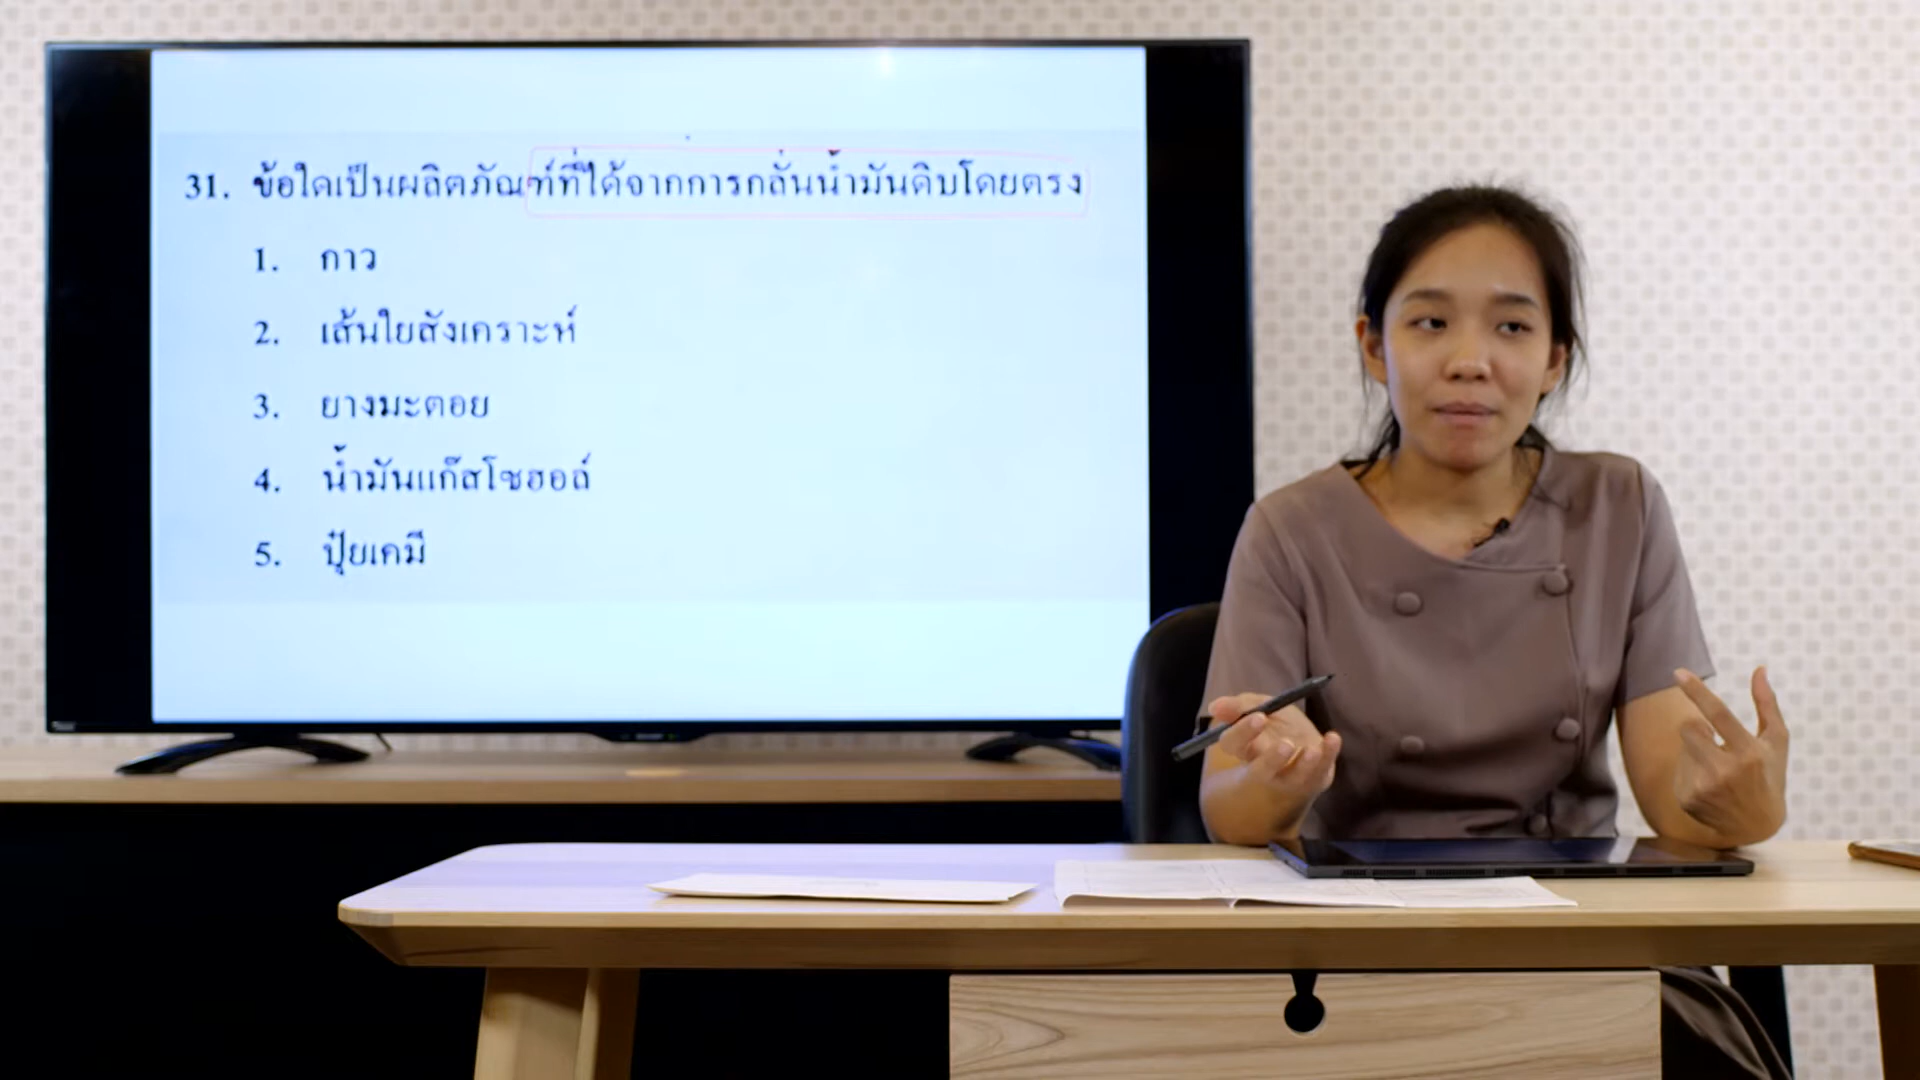 31. ข้อใดเป็นผลิตภัณฑ์ที่ได้จากการกลั่นน้ำมันดิบโดยตรง
1. กาว
2. เส้นใยสังเคราะห์
3. ยางมะตอย
4. น้ำมันแก๊สโซฮอล์
5. ปุ๋ยเคมี